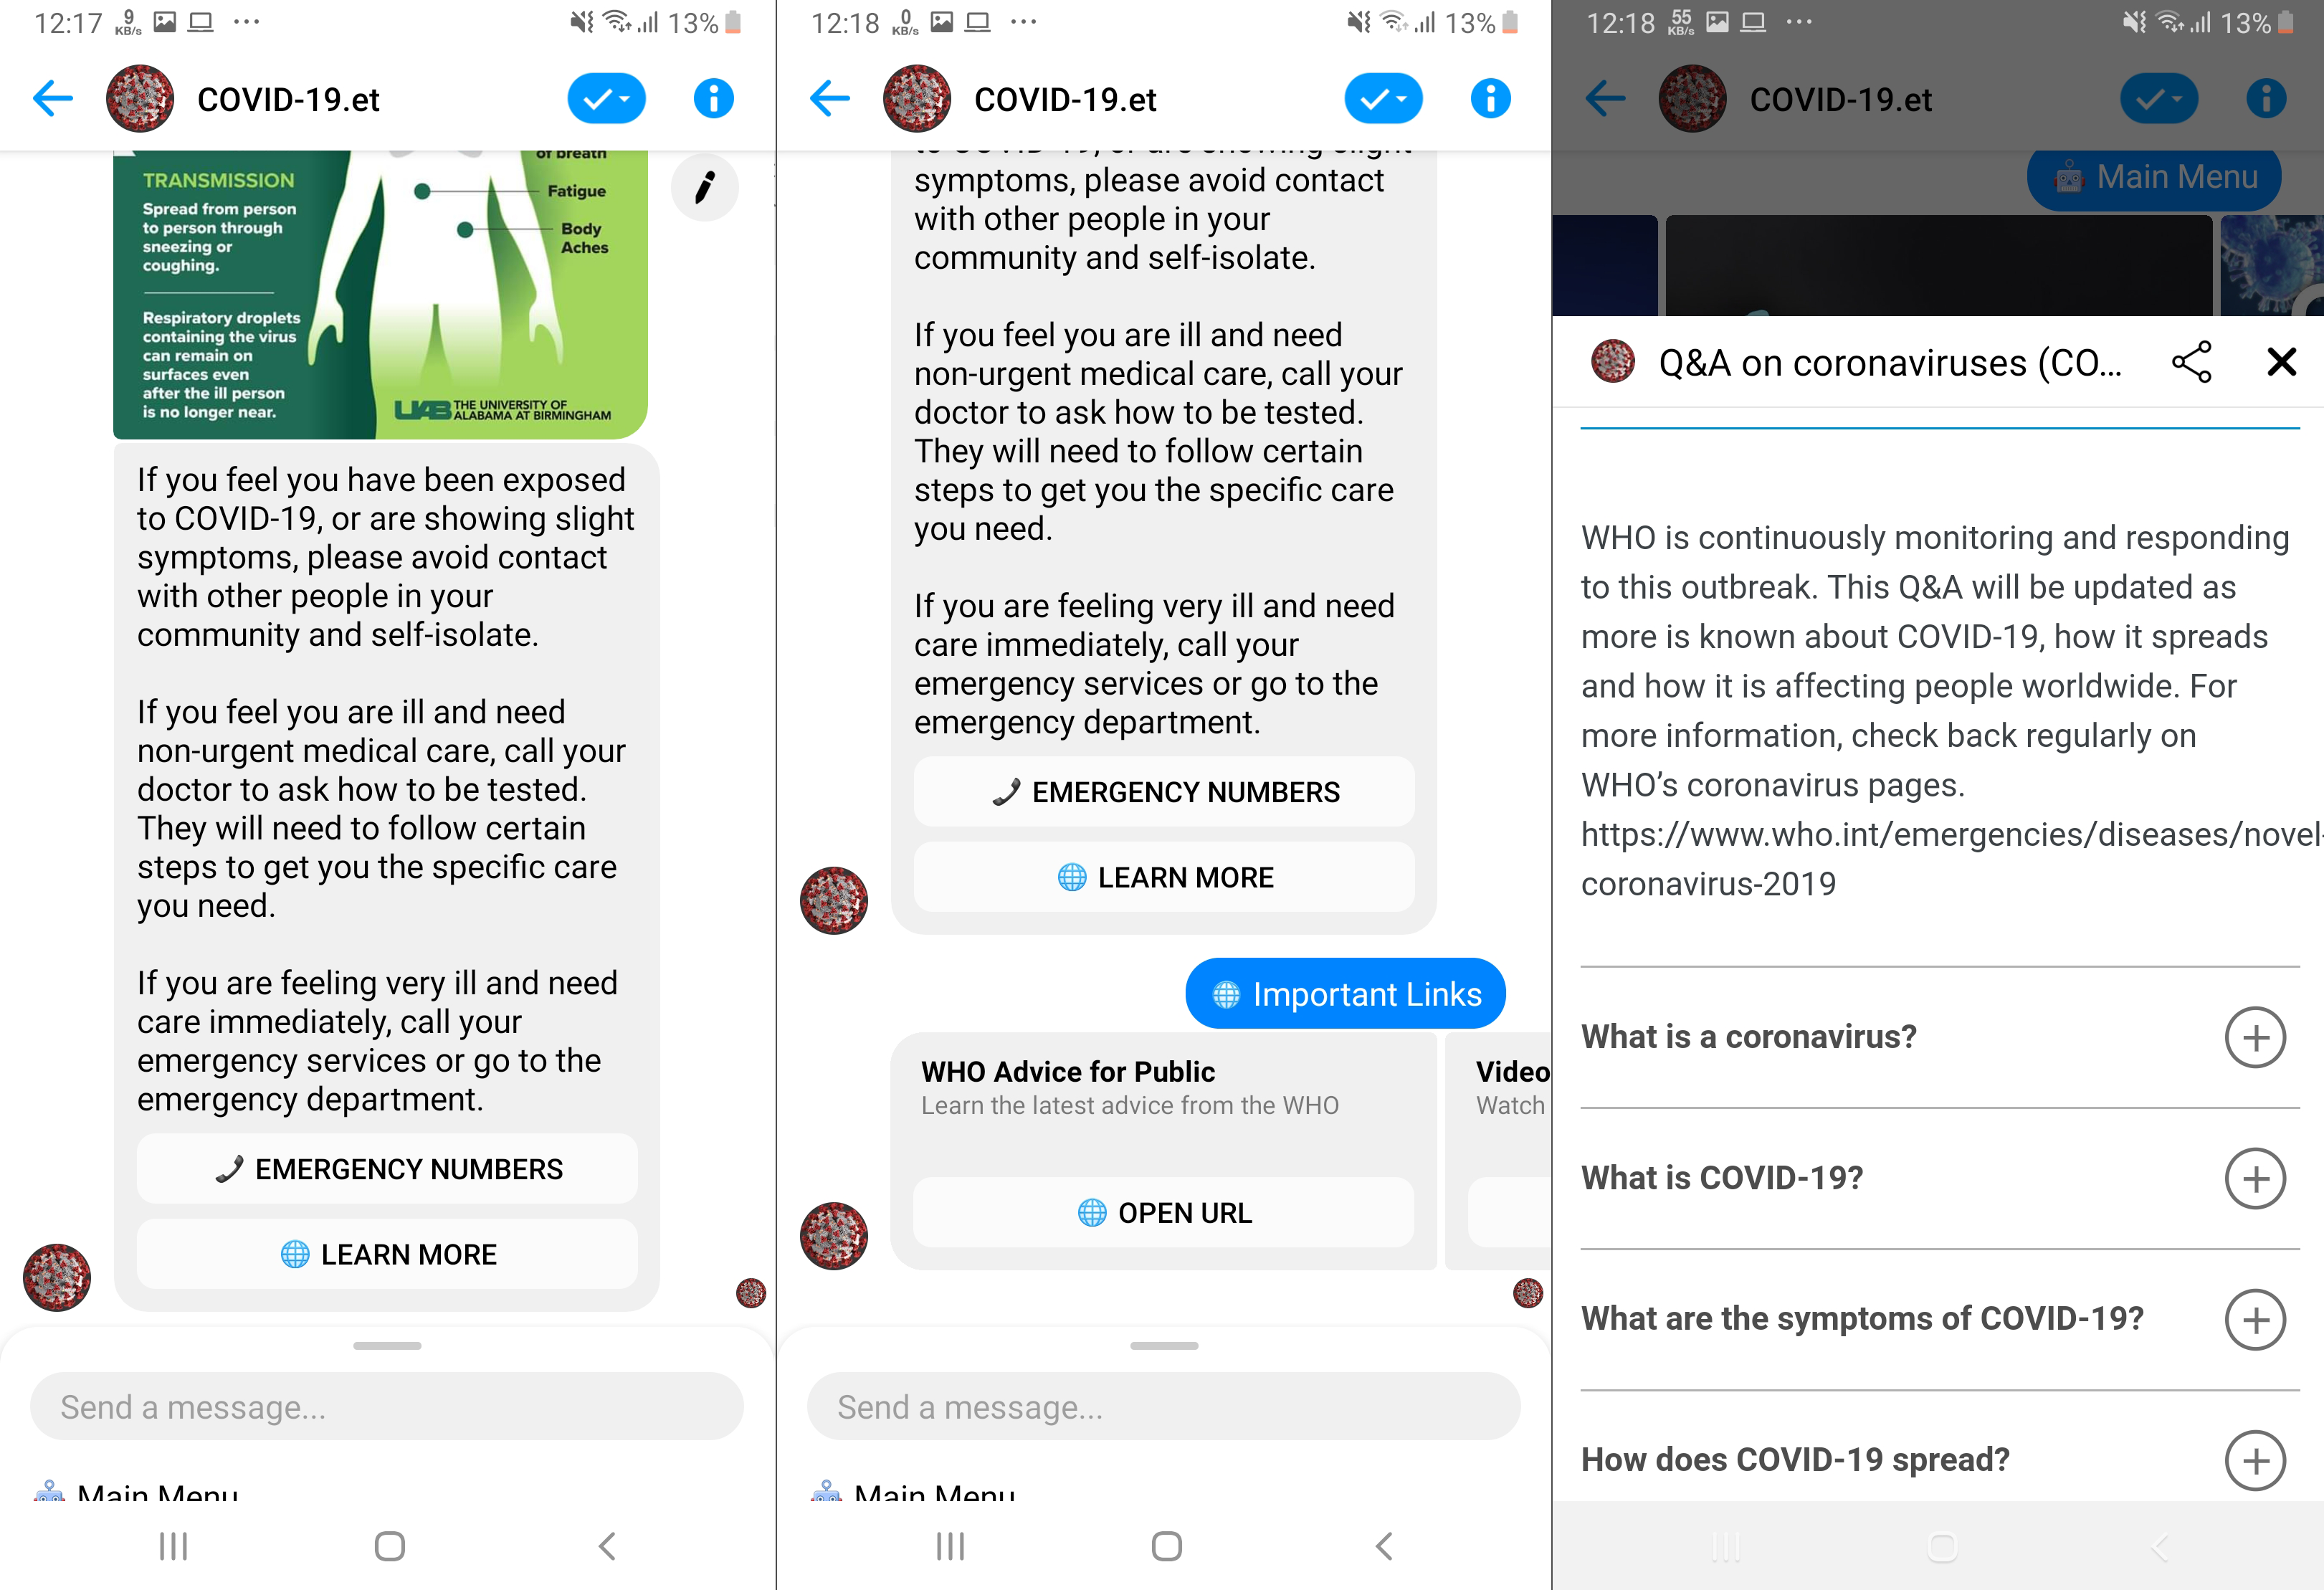 12:17 9 KB/s 13%
COVID-19.et
of breath
TRANSMISSION
Spread from person
to person through
sneezing or
coughing.
Fatigue
Body
Aches
Respiratory droplets
containing the virus
can remain on
surfaces even
after the ill person
is no longer near.
UAB THE UNIVERSITY OF
ALABAMA AT BIRMINGHAM
If you feel you have been exposed
to COVID-19, or are showing slight
symptoms, please avoid contact
with other people in your
community and self-isolate.
If you feel you are ill and need
non-urgent medical care, call your
doctor to ask how to be tested.
They will need to follow certain
steps to get you the specific care
you need.
If you are feeling very ill and need
care immediately, call your
emergency services or go to the
emergency department.
EMERGENCY NUMBERS
LEARN MORE
Send a message...
Main Menu
12:18 0 KB/s 13%
COVID-19.et
to COVID-19, or are showing slight
symptoms, please avoid contact
with other people in your
community and self-isolate.
If you feel you are ill and need
non-urgent medical care, call your
doctor to ask how to be tested.
They will need to follow certain
steps to get you the specific care
you need.
If you are feeling very ill and need
care immediately, call your
emergency services or go to the
emergency department.
EMERGENCY NUMBERS
LEARN MORE
Important Links
WHO Advice for Public
Learn the latest advice from the WHO
OPEN URL
Video
Watch
Send a message...
Main Menu
12:18 55 KB/s 13%
COVID-19.et
Main Menu
Q&A on coronaviruses (CO...
WHO is continuously monitoring and responding
to this outbreak. This Q&A will be updated as
more is known about COVID-19, how it spreads
and how it is affecting people worldwide. For
more information, check back regularly on
WHO’s coronavirus pages.
https://www.who.int/emergencies/diseases/novel-
coronavirus-2019
What is a coronavirus?
What is COVID-19?
What are the symptoms of COVID-19?
How does COVID-19 spread?